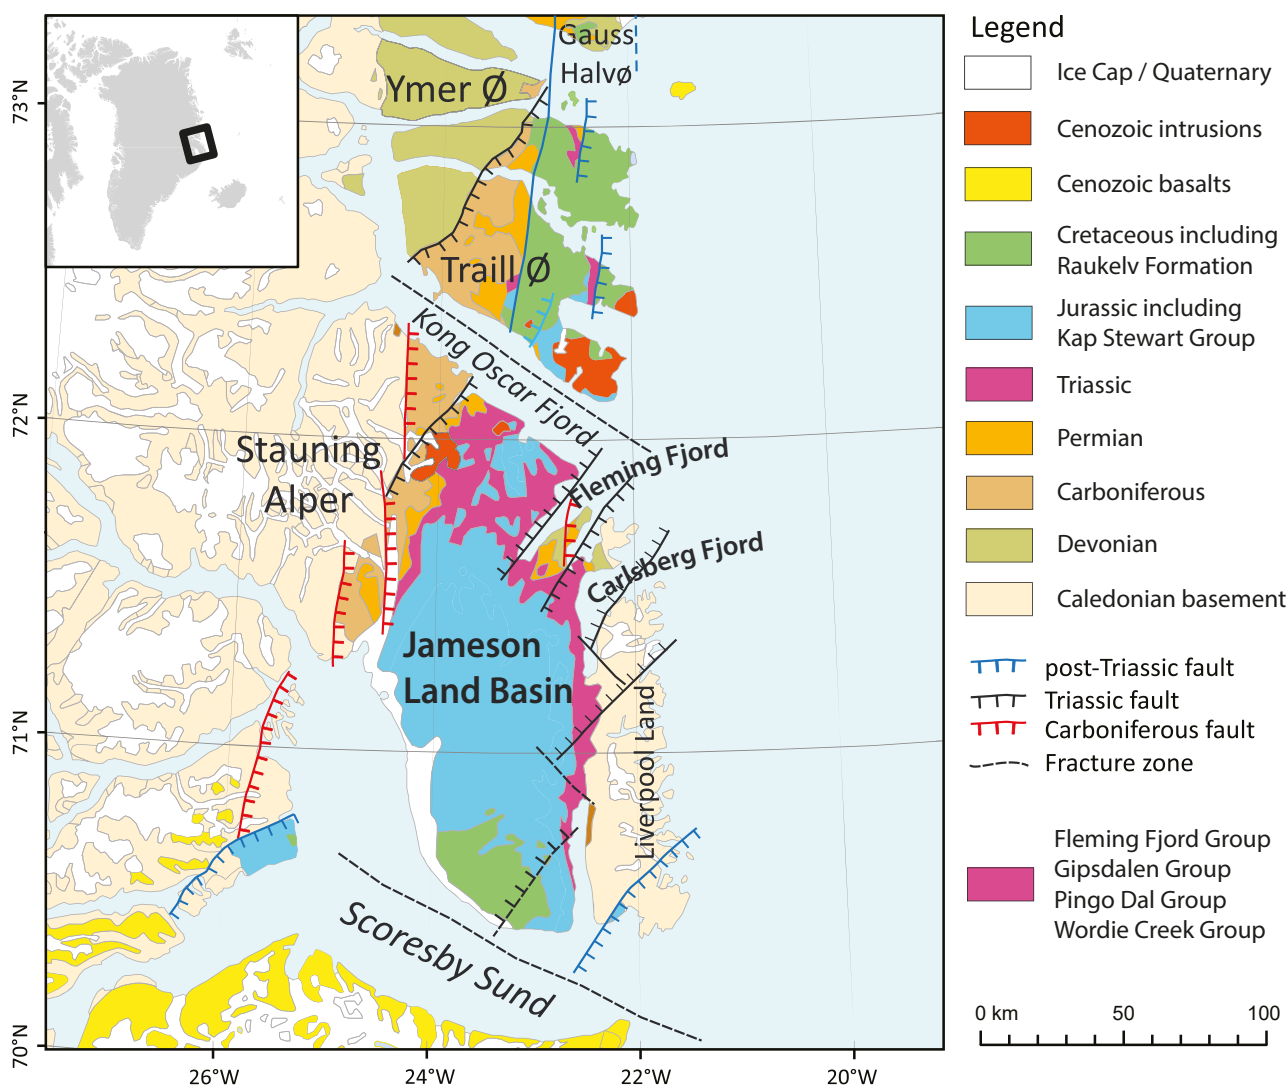 Gauss
Halvø
Ymer Ø
Traill Ø
Kong Oscar Fjord
Stauning
Alper
Fleming Fjord
Carlsberg Fjord
Jameson
Land Basin
Liverpool Land
Scoresby Sund
73°N
72°N
71°N
70°N
26°W
24°W
22°W
20°W
Legend
Ice Cap / Quaternary
Cenozoic intrusions
Cenozoic basalts
Cretaceous including
Raukelv Formation
Jurassic including
Kap Stewart Group
Triassic
Permian
Carboniferous
Devonian
Caledonian basement
post-Triassic fault
Triassic fault
Carboniferous fault
Fracture zone
Fleming Fjord Group
Gipsdalen Group
Pingo Dal Group
Wordie Creek Group
0 km 50 100